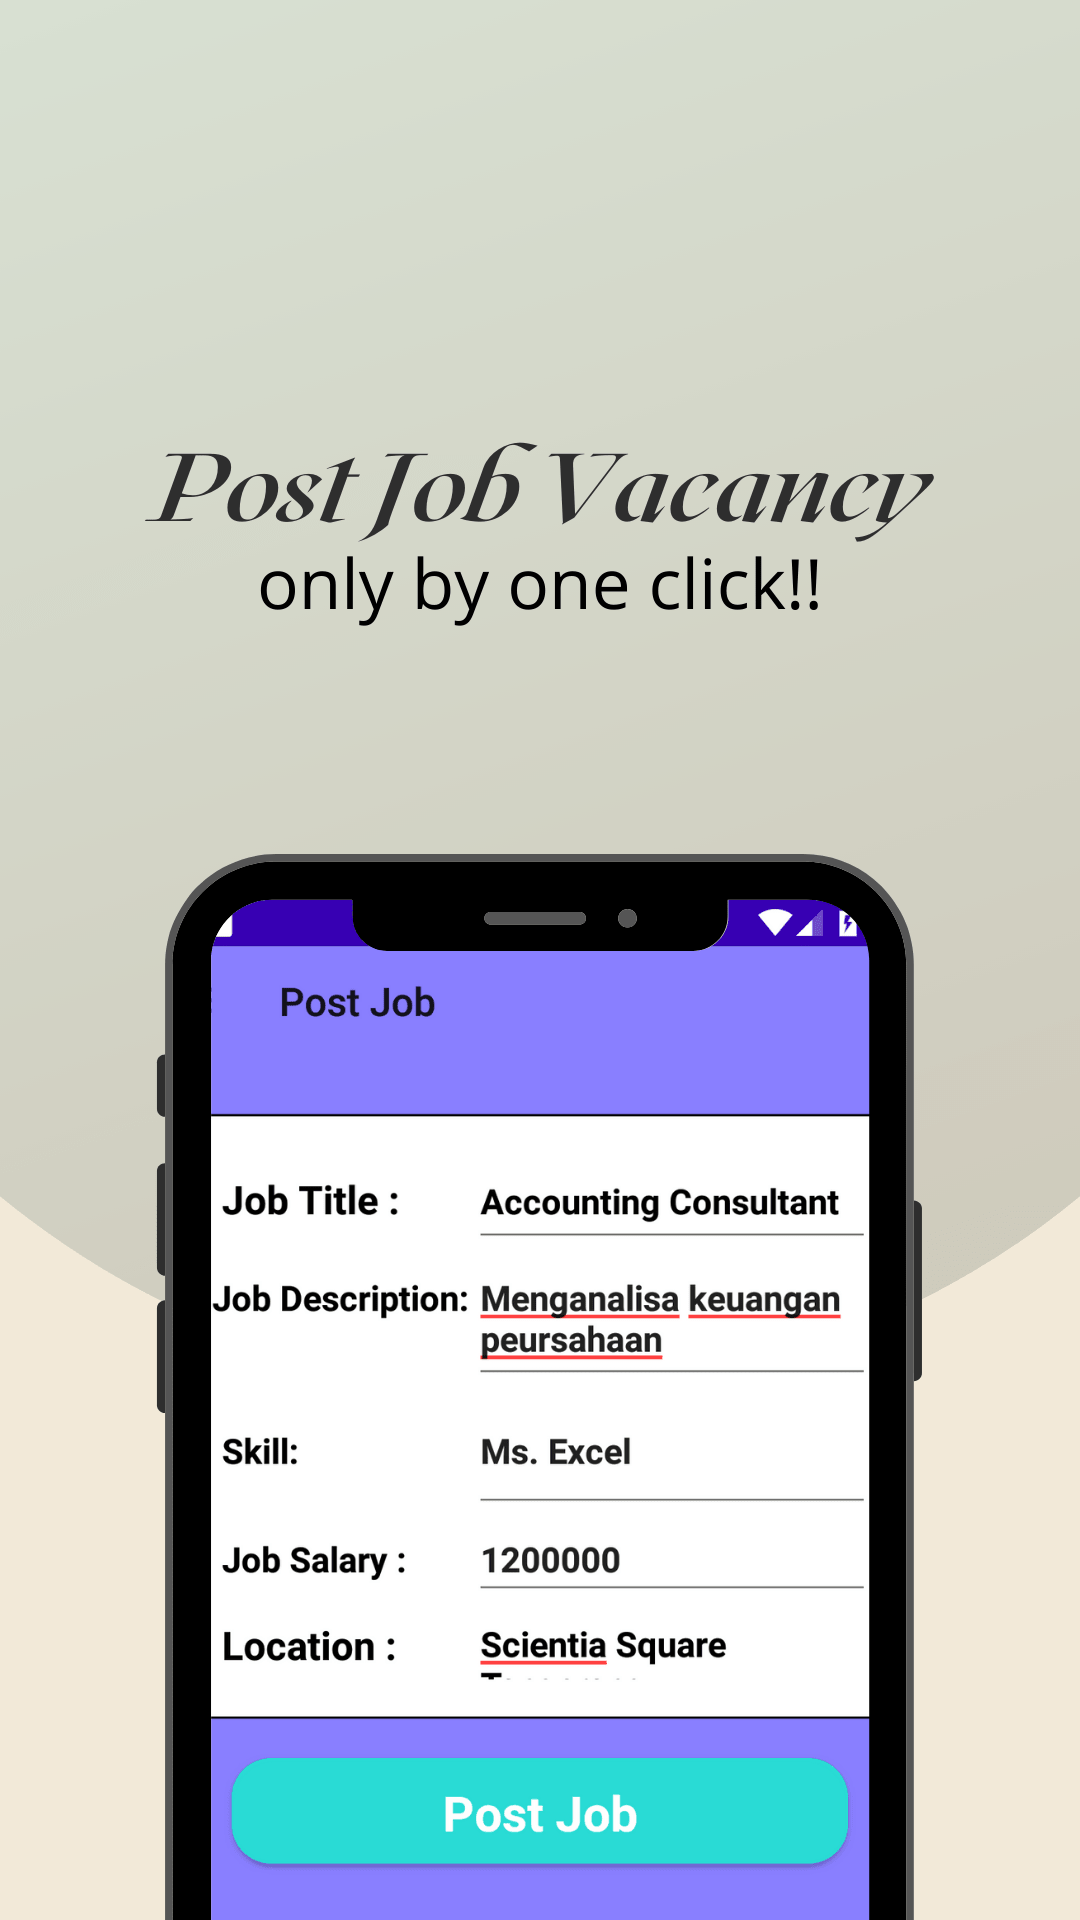 Post Job Vacancy
only by one click!!
Post Job
Job Title : Accounting Consultant
Job Description: Menganalisa keuangan
peursahaan
Skill: Ms. Excel
Job Salary : 1200000
Location : Scientia Square
Post Job